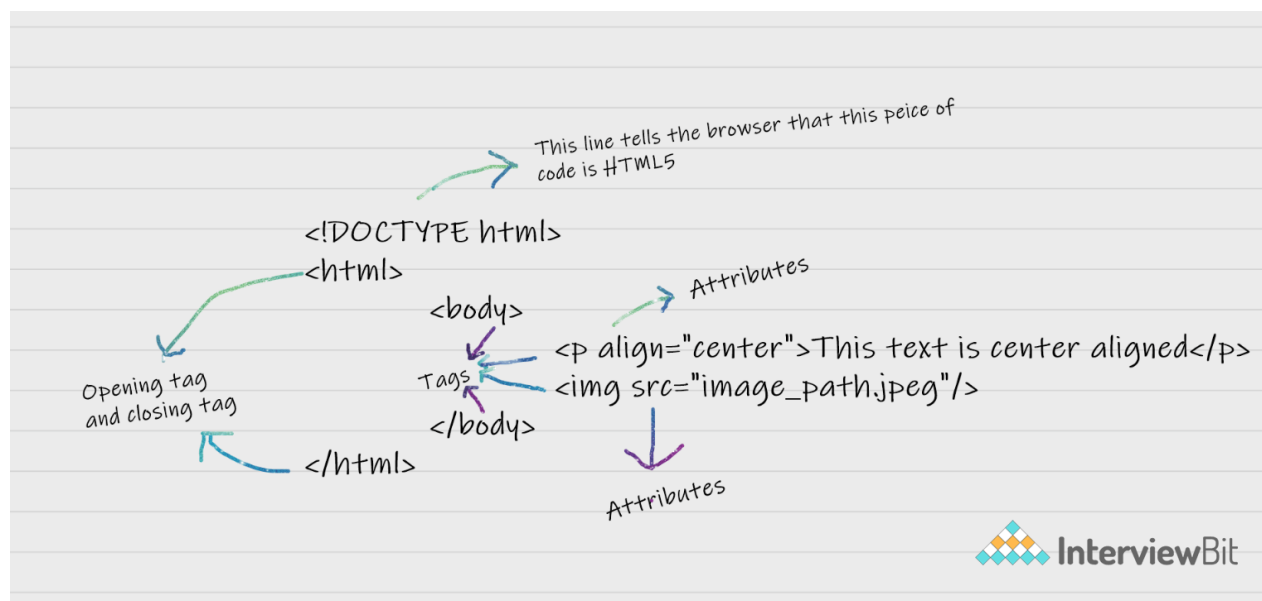 This line tells the browser that this peice of
code is HTML5
<!DOCTYPE html>
<html>
Attributes
<body>
<p align="center">This text is center aligned</p>
Opening tag
and closing tag
Tags
<img src="image_path.jpeg"/>
</body>
</html>
Attributes
InterviewBit